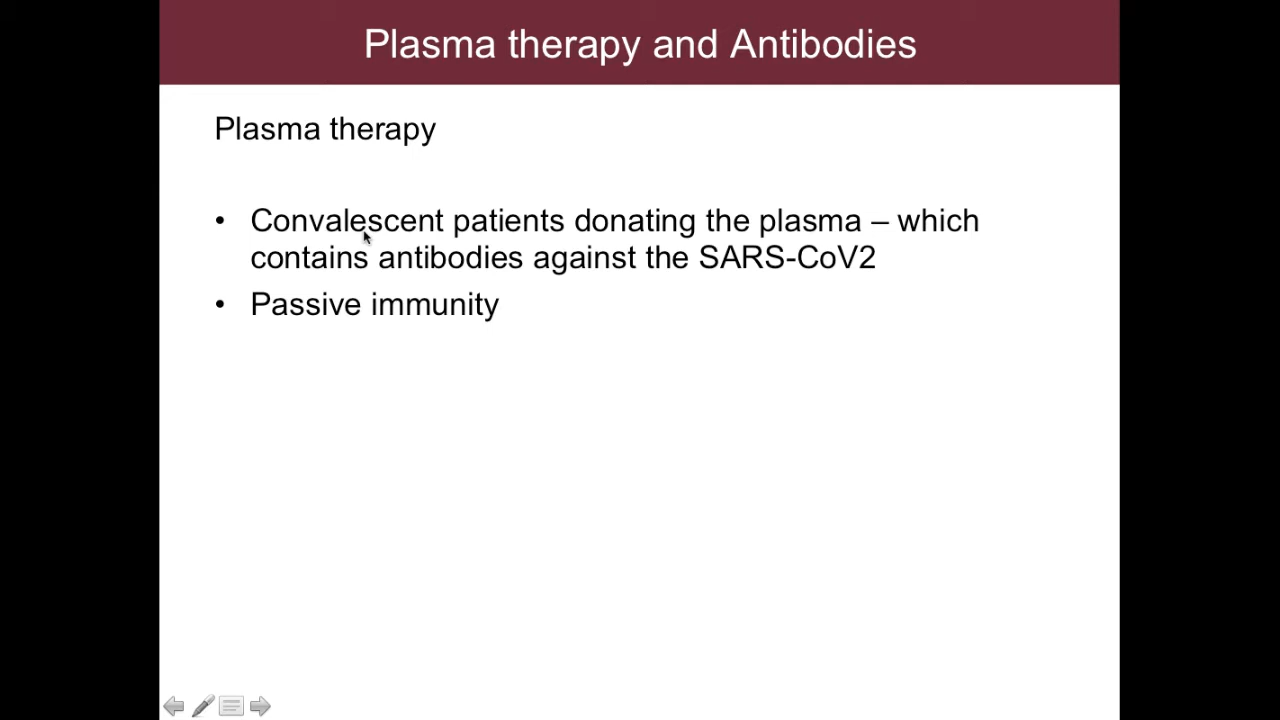 Plasma therapy and Antibodies
Plasma therapy
• Convalescent patients donating the plasma – which
contains antibodies against the SARS-CoV2
• Passive immunity